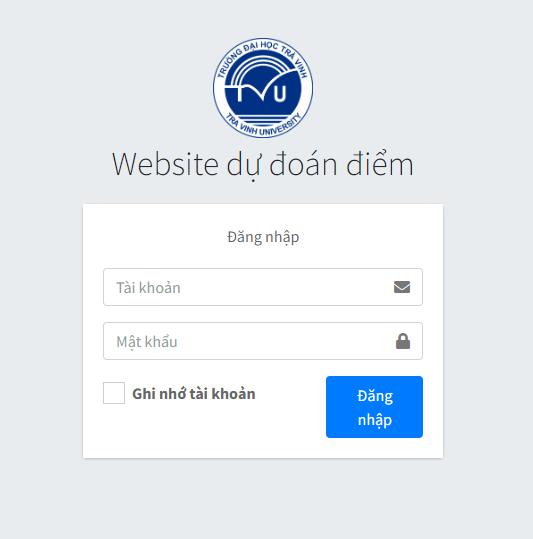 TRƯỜNG ĐẠI HỌC TRÀ VINH
TVU
TRA VINH UNIVERSITY
Website dự đoán điểm
Đăng nhập
Tài khoản
Mật khẩu
Ghi nhớ tài khoản
Đăng
nhập